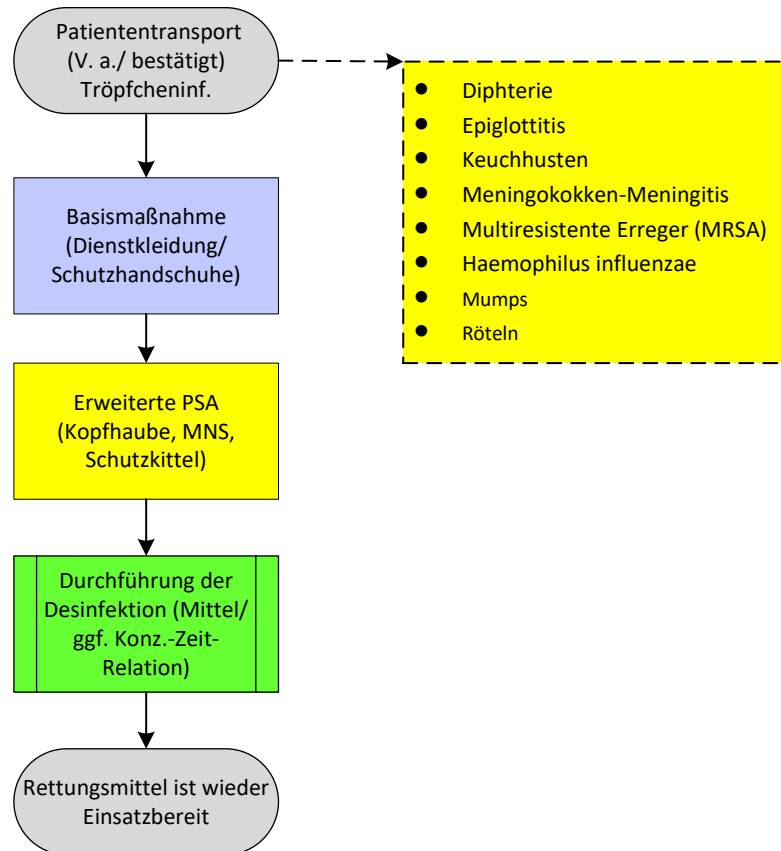 Patiententransport
(V. a./ bestätigt)
Tröpfcheninf.
● Diphterie
● Epiglottitis
● Keuchhusten
● Meningokokken-Meningitis
● Multiresistente Erreger (MRSA)
● Haemophilus influenzae
● Mumps
● Röteln
Basismaßnahme
(Dienstkleidung/
Schutzhandschuhe)
Erweiterte PSA
(Kopfhaube, MNS,
Schutzkittel)
Durchführung der
Desinfektion (Mittel/
ggf. Konz.-Zeit-
Relation)
Rettungsmittel ist wieder
Einsatzbereit